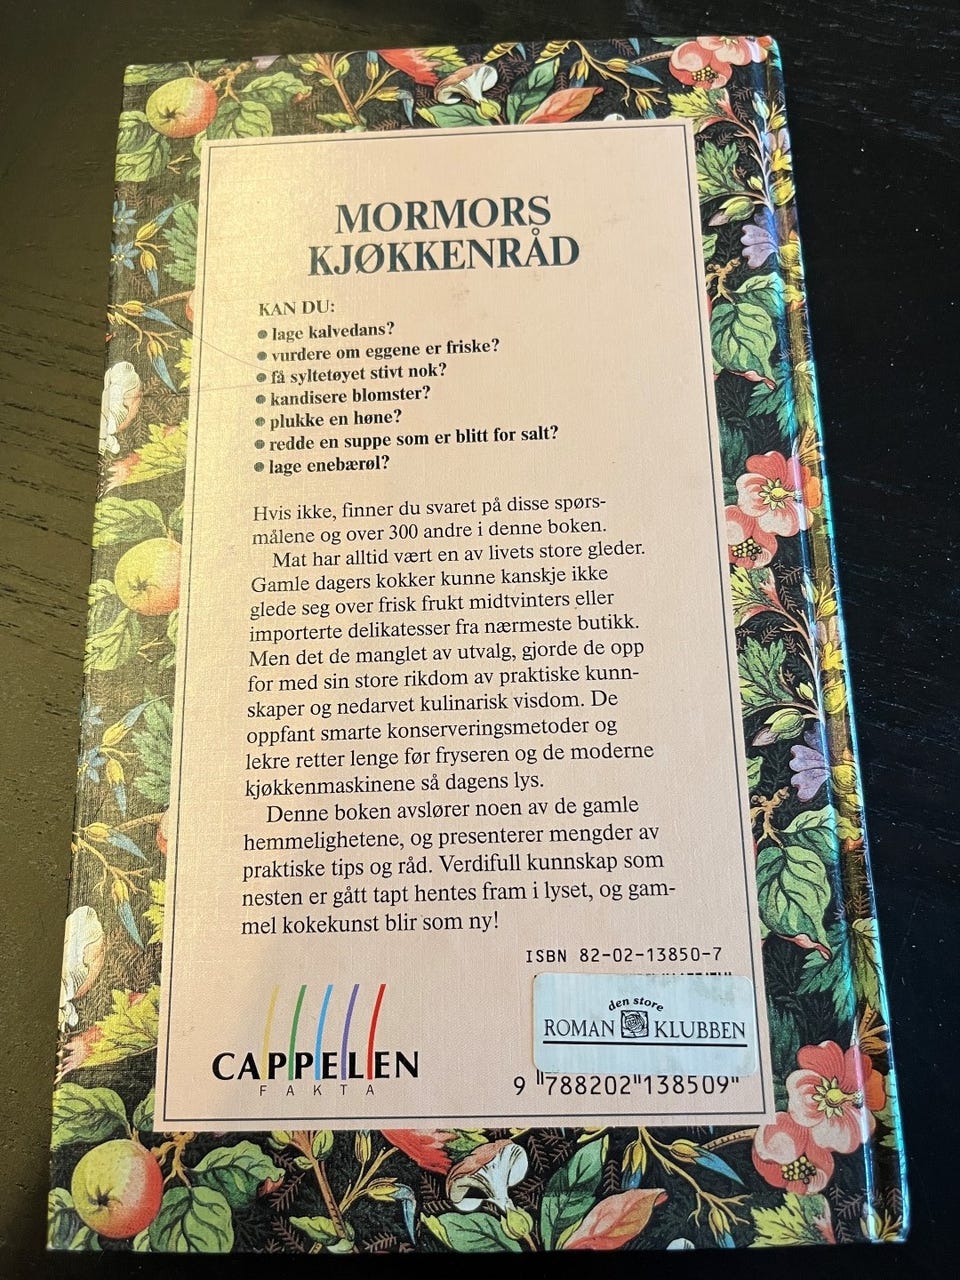 MORMORS
KJØKKENRÅD
KAN DU:
● lage kalvedans?
● vurdere om eggene er friske?
● få syltetøyet stivt nok?
● kandisere blomster?
● plukke en høne?
● redde en suppe som er blitt for salt?
● lage enebærøl?
Hvis ikke, finner du svaret på disse spørs-
målene og over 300 andre i denne boken.
Mat har alltid vært en av livets store gleder.
Gamle dagers kokker kunne kanskje ikke
glede seg over frisk frukt midtvinters eller
importerte delikatesser fra nærmeste butikk.
Men det de manglet av utvalg, gjorde de opp
for med sin store rikdom av praktiske kunn-
skaper og nedarvet kulinarisk visdom. De
oppfant smarte konserveringsmetoder og
lekre retter lenge før fryseren og de moderne
kjøkkenmaskinene så dagens lys.
Denne boken avslører noen av de gamle
hemmelighetene, og presenterer mengder av
praktiske tips og råd. Verdifull kunnskap som
nesten er gått tapt hentes fram i lyset, og gam-
mel kokekunst blir som ny!
ISBN 82-02-13850-7
den store
ROMAN KLUBBEN
CAPPELEN
FAKTA
9 788202 138509